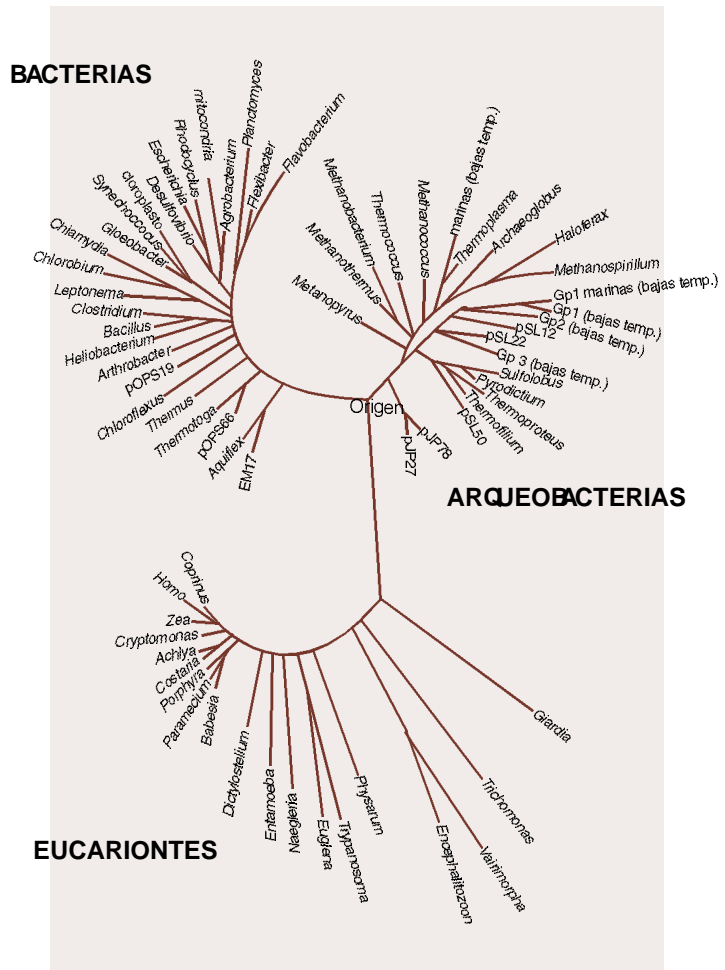 BACTERIAS
Planctomyces
mitocondria
Flavobacterium
Rhodocyclus
Agrobacterium
Flexibacter
Escherichia
Desulfovibrio
cloroplasto
Synechococcus
Gloeobacter
Chlamydia
Chlorobium
Leptonema
Clostridium
Bacillus
Heliobacterium
Arthrobacter
pOPS19
Chloroflexus
Thermus
Thermotoga
pOPS66
Aquiflex
EM17
Origen
marinas (bajas temp.)
Methanococcus
Thermococcus
Methanobacterium
Methanothermus
Metanopyrus
Thermoplasma
Archaeoglobus
Haloferax
Methanospirillum
Gp1 marinas (bajas temp.)
Gp1 (bajas temp.)
Gp2 (bajas temp.)
pSL12
pSL22
Gp 3 (bajas temp.)
Sulfolobus
Pyrodictium
Thermoproteus
Thermofilium
pSL50
pJP78
pJP27
ARQUEOBACTERIAS
Coprinus
Homo
Zea
Cryptomonas
Achlya
Costaria
Porphyra
Paramecium
Babesia
Dictylostelium
Entamoeba
Naegleria
Euglena
Trypanosoma
Physarum
Encephalitozoon
Vairimorpha
Trichomonas
Giardia
EUCARIONTES